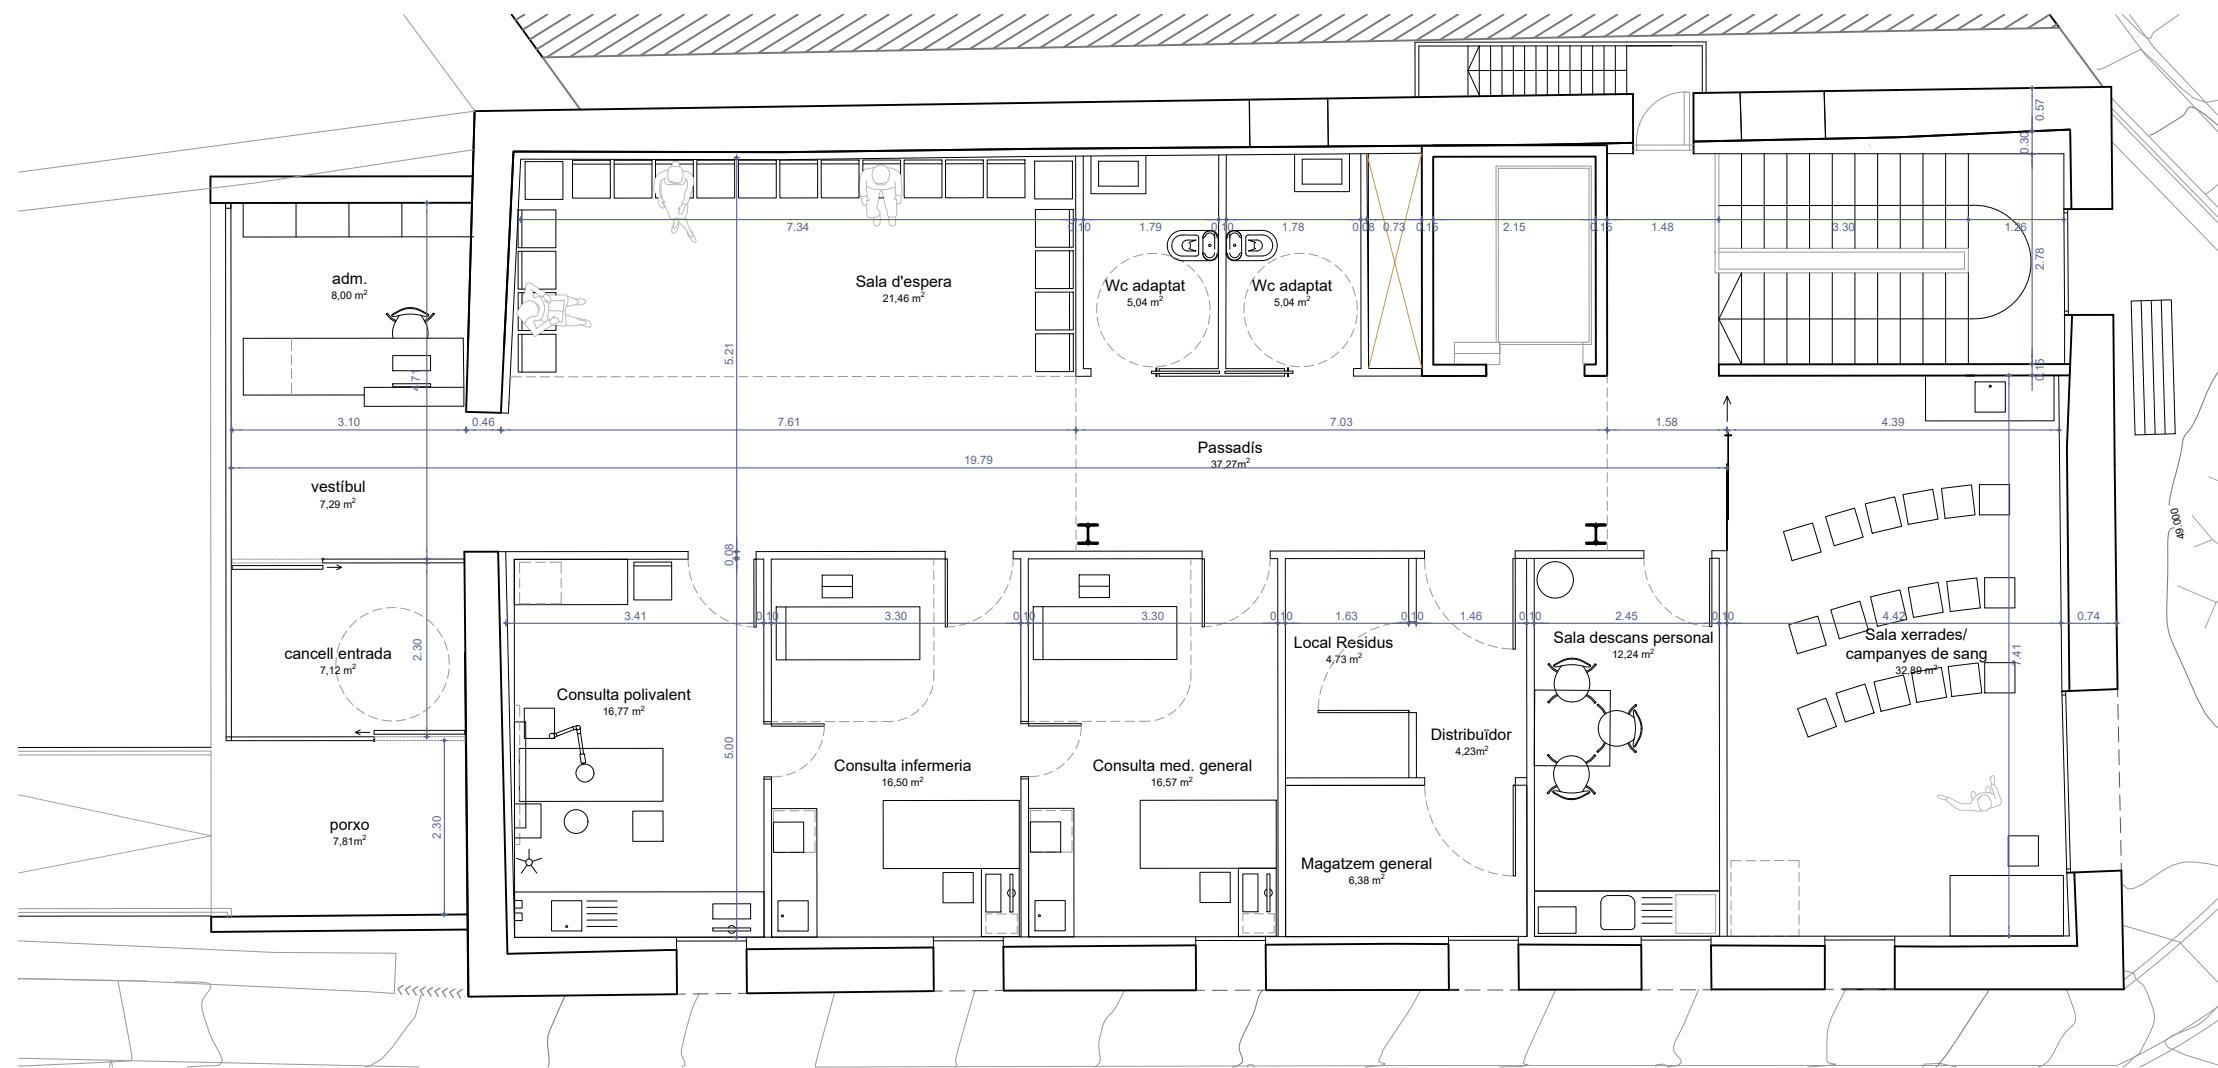 0.57
0.30
7.34
0.10
1.79
0.10
1.78
0.08
0.73
0.15
2.15
0.15
1.48
3.30
1.26
2.78
adm.
8,00 m²
Sala d'espera
21,46 m²
Wc adaptat
5,04 m²
Wc adaptat
5,04 m²
5.21
4.71
0.15
3.10
0.46
7.61
7.03
1.58
4.39
Passadís
37,27m²
19.79
vestíbul
7,29 m²
49.000
0.08
3.41
0.10
3.30
0.10
3.30
0.10
1.63
0.10
1.46
0.10
2.45
0.10
4.42
0.74
cancell entrada
7,12 m²
2.30
Local Residus
4,73 m²
Sala descans personal
12,24 m²
Sala xerrades/
campanyes de sang
32,89 m²
7.41
Consulta polivalent
16,77 m²
5.00
Distribuïdor
4,23m²
Consulta infermeria
16,50 m²
Consulta med. general
16,57 m²
porxo
7,81m²
2.30
Magatzem general
6,38 m²